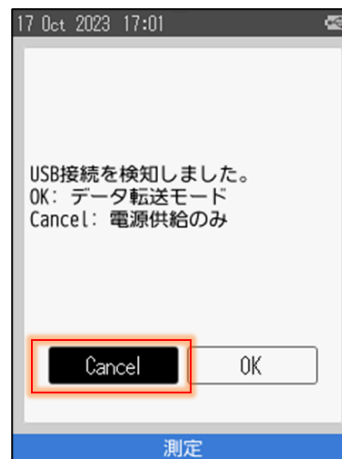 17 Oct 2023 17:01
USB接続を検知しました。
OK: データ転送モード
Cancel: 電源供給のみ
Cancel
OK
測定